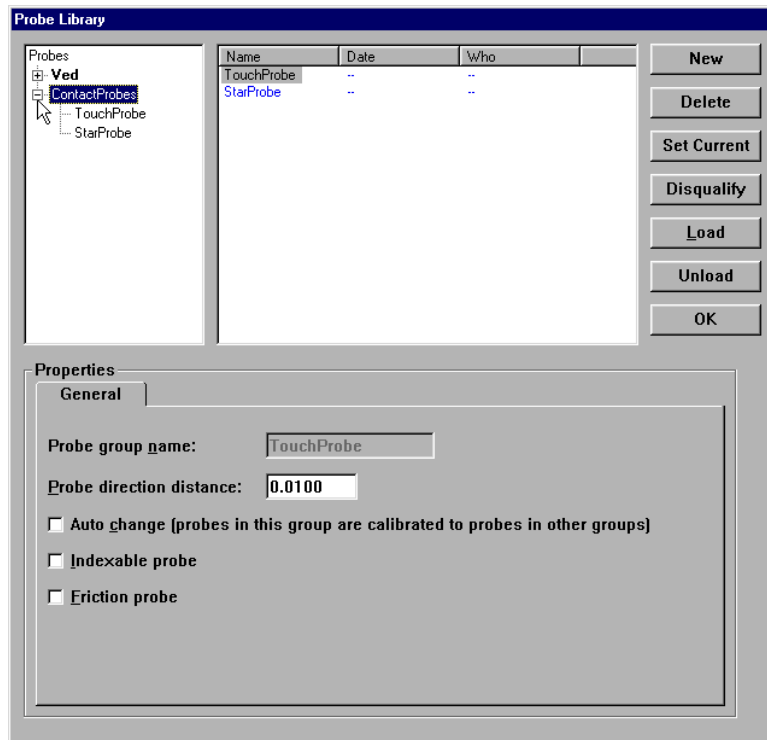 Probe Library
Probes
Ved
ContactProbes
TouchProbe
StarProbe
Name Date Who
TouchProbe -- --
StarProbe -- --
New
Delete
Set Current
Disqualify
Load
Unload
OK
Properties
General
Probe group name: TouchProbe
Probe direction distance: 0.0100
Auto change (probes in this group are calibrated to probes in other groups)
Indexable probe
Friction probe